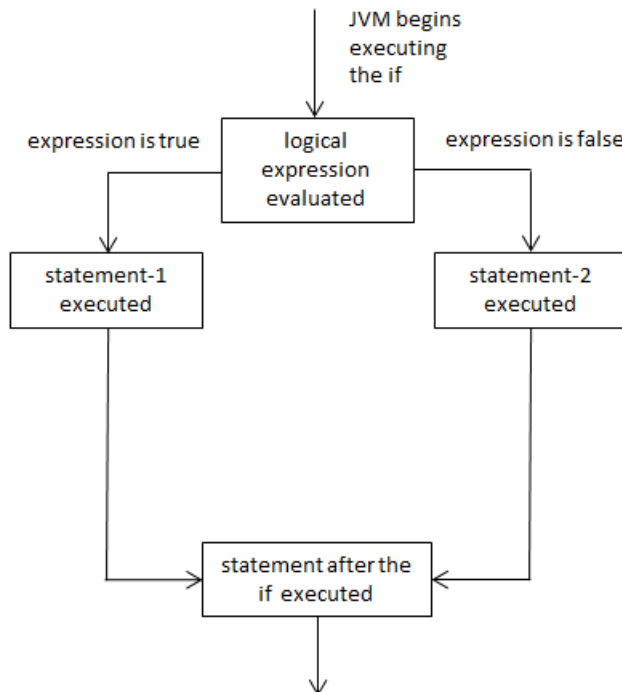 JVM begins
executing
the if
expression is true
logical
expression
evaluated
expression is false
statement-1
executed
statement-2
executed
statement after the
if executed